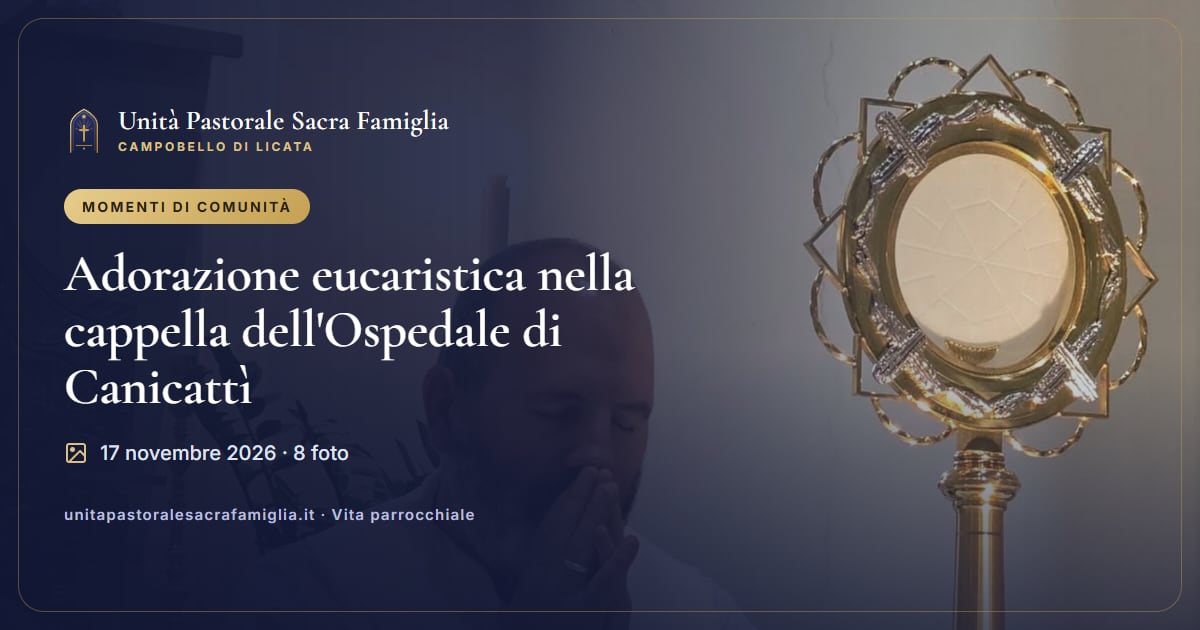 Unità Pastorale Sacra Famiglia
CAMPOBELLO DI LICATA
MOMENTI DI COMUNITÀ
Adorazione eucaristica nella
cappella dell'Ospedale di
Canicattì
17 novembre 2026 · 8 foto
unitapastoralesacrafamiglia.it · Vita parrocchiale